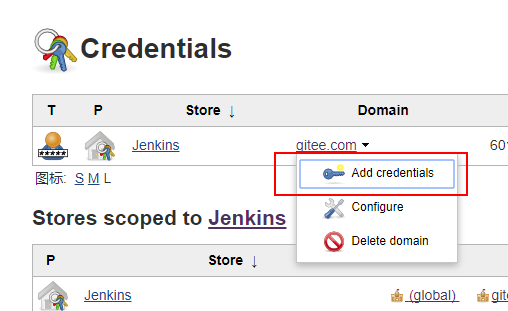 Credentials
T P Store ↓ Domain
Jenkins gitee.com
Add credentials
图标: S M L
Configure
Stores scoped to Jenkins
Delete domain
P Store ↓
Jenkins (global)